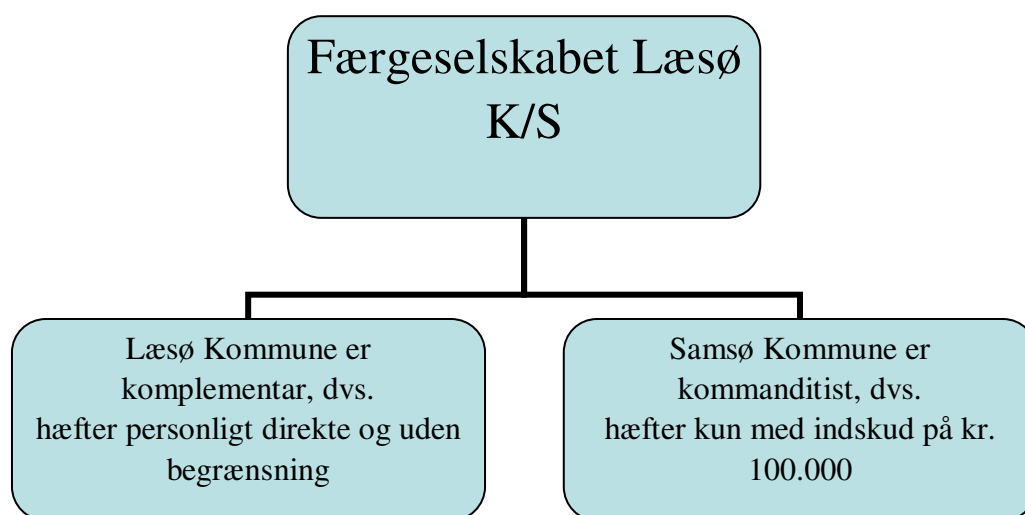 Færgeselskabet Læsø
K/S
Læsø Kommune er
komplementar, dvs.
hæfter personligt direkte og uden
begrænsning
Samsø Kommune er
kommanditist, dvs.
hæfter kun med indskud på kr.
100.000